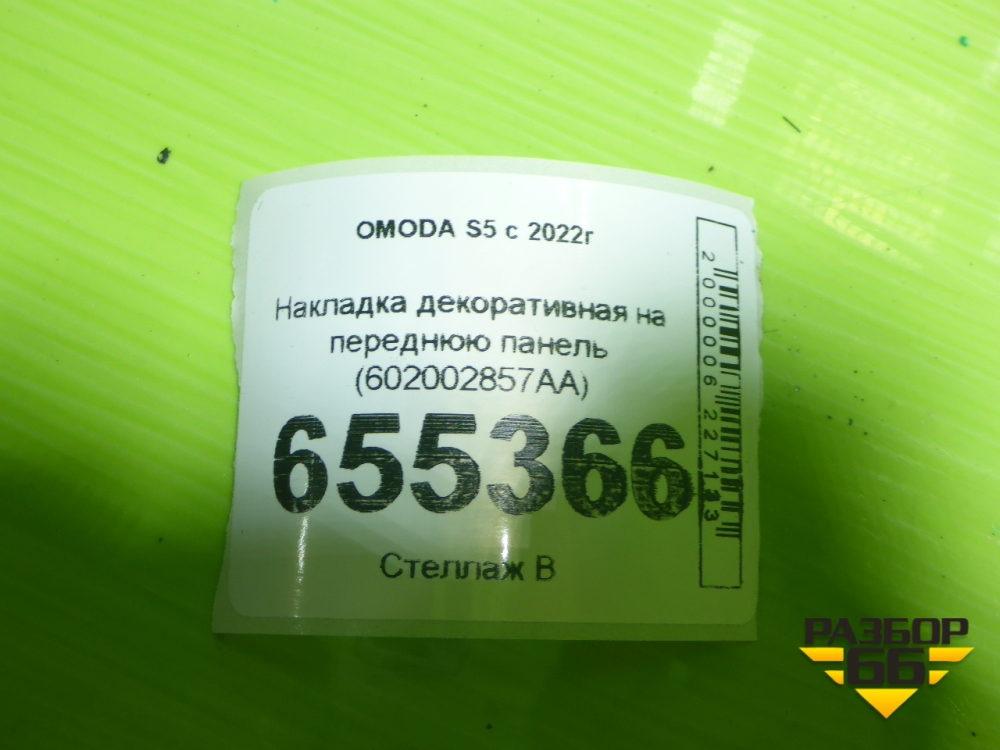 OMODA S5 с 2022г
Накладка декоративная на
переднюю панель
(602002857AA)
655366
Стеллаж В
2000006227133
РАЗБОР
66